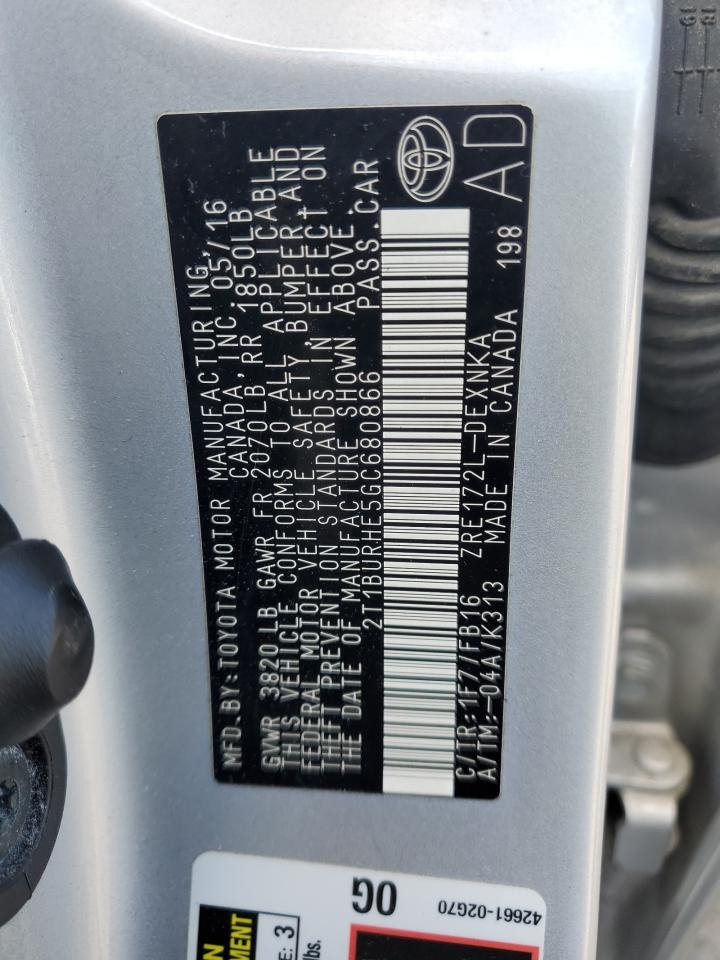 MFD.BY:TOYOTA MOTOR MANUFACTURING,
CANADA,INC. 05/16
GVWR 3820 LB GAWR FR 2070LB,RR 1850LB
THIS VEHICLE CONFORMS TO ALL APPLICABLE
FEDERAL MOTOR VEHICLE SAFETY,BUMPER,AND
THEFT PREVENTION STANDARDS IN EFFECT ON
THE DATE OF MANUFACTURE SHOWN ABOVE.
2T1BURHE5GC680866 PASS.CAR
C/TR:1F7/FB16 ZRE172L-DEXNKA
A/TM:-04A/K313 MADE IN CANADA 198
AD
0G
42661-02G70
3
lbs.